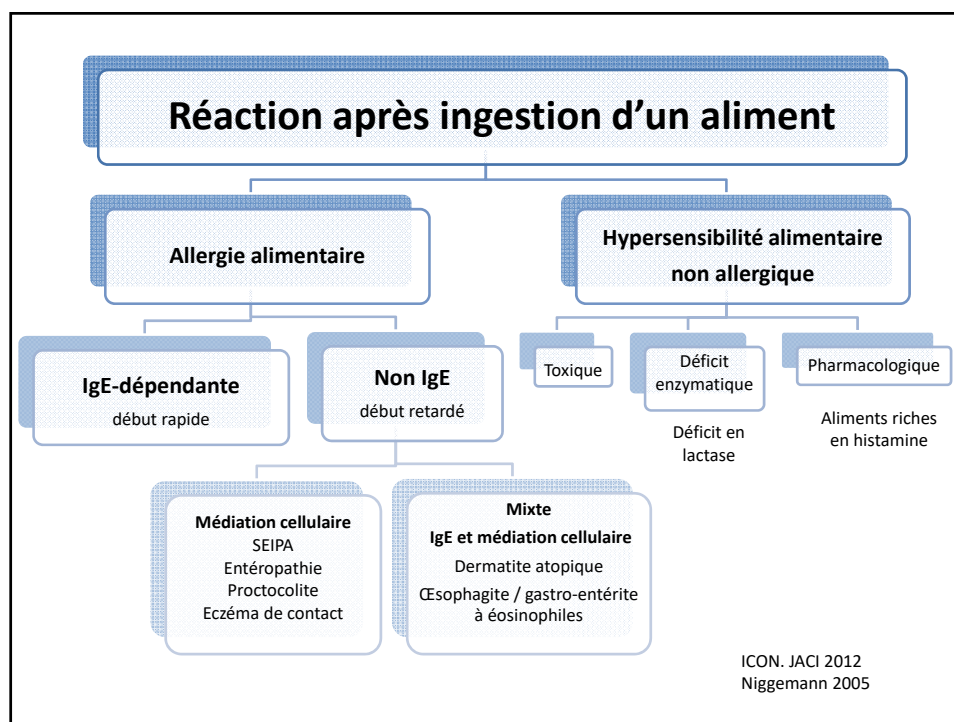 Réaction après ingestion d’un aliment
Allergie alimentaire
Hypersensibilité alimentaire
non allergique
IgE-dépendante
début rapide
Non IgE
début retardé
Toxique
Déficit
enzymatique
Pharmacologique
Déficit en
lactase
Aliments riches
en histamine
Médiation cellulaire
SEIPA
Entéropathie
Proctocolite
Eczéma de contact
Mixte
IgE et médiation cellulaire
Dermatite atopique
Œsophagite / gastro-entérite
à éosinophiles
ICON. JACI 2012
Niggemann 2005